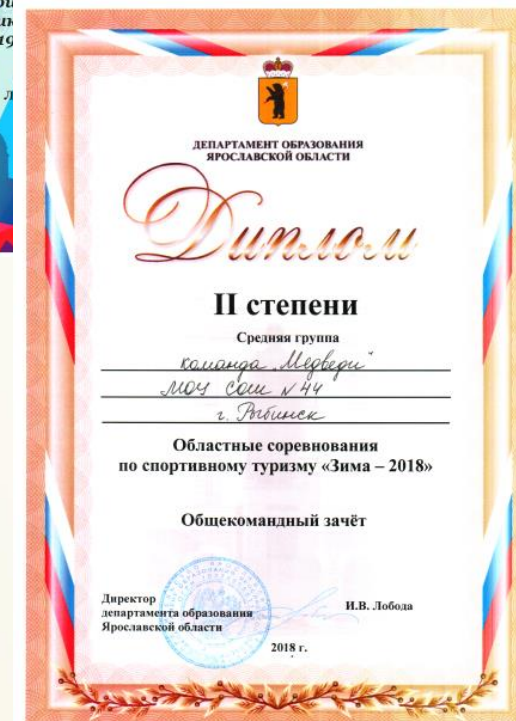 ДЕПАРТАМЕНТ ОБРАЗОВАНИЯ
ЯРОСЛАВСКОЙ ОБЛАСТИ
Диплом
II степени
Средняя группа
команда „Медведи"
МОУ СОШ № 44
г. Рыбинск
Областные соревнования
по спортивному туризму «Зима – 2018»
Общекомандный зачёт
Директор
департамента образования
Ярославской области
И.В. Лобода
2018 г.